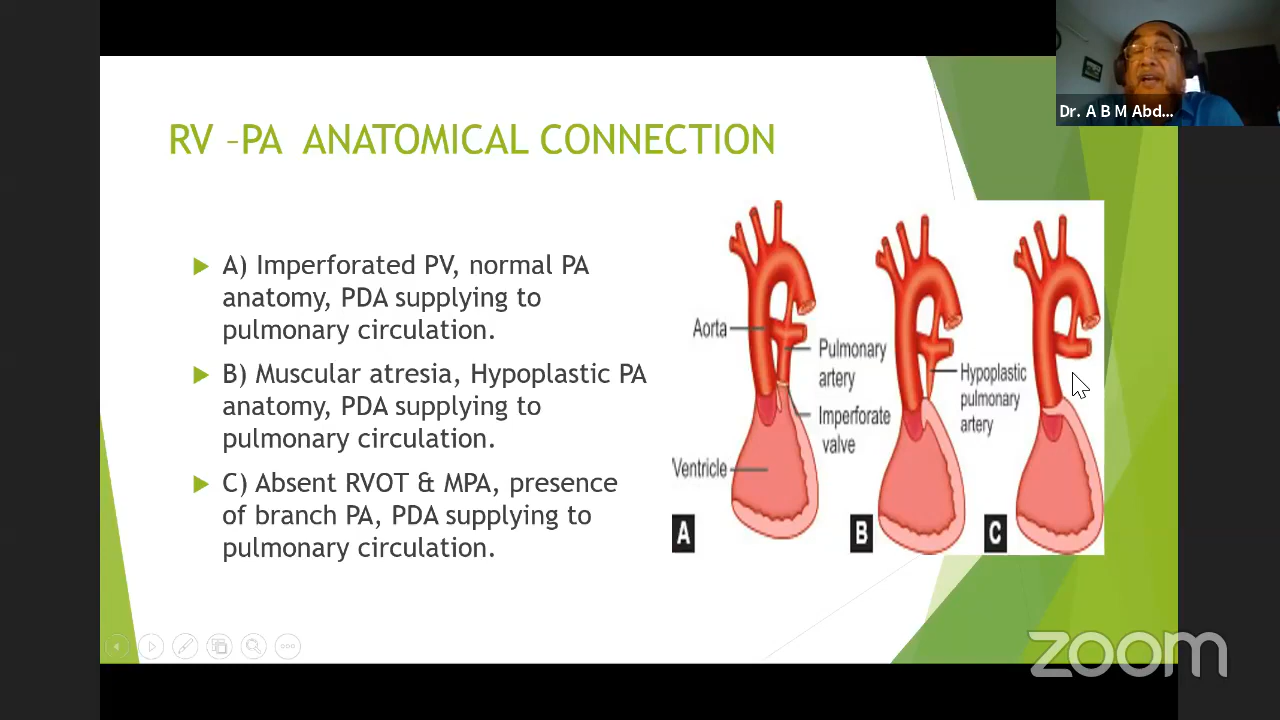 Dr. A B M Abd...
RV –PA ANATOMICAL CONNECTION
A) Imperforated PV, normal PA
anatomy, PDA supplying to
pulmonary circulation.
B) Muscular atresia, Hypoplastic PA
anatomy, PDA supplying to
pulmonary circulation.
C) Absent RVOT & MPA, presence
of branch PA, PDA supplying to
pulmonary circulation.
Aorta
Pulmonary
artery
Imperforate
valve
Ventricle
A
Hypoplastic
pulmonary
artery
B
C
zoom